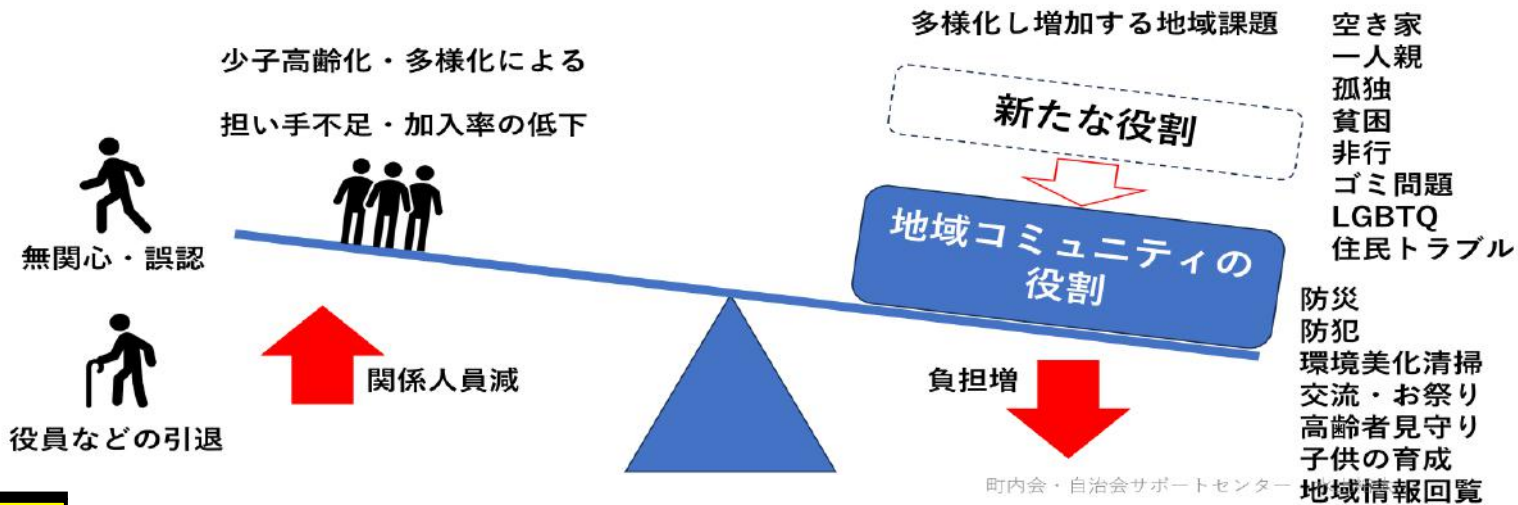 少子高齢化・多様化による
担い手不足・加入率の低下
無関心・誤認
役員などの引退
関係人員減
多様化し増加する地域課題
新たな役割
地域コミュニティの
役割
負担増
空き家
一人親
孤独
貧困
非行
ゴミ問題
LGBTQ
住民トラブル
防災
防犯
環境美化清掃
交流・お祭り
高齢者見守り
子供の育成
地域情報回覧
町内会・自治会サポートセンター